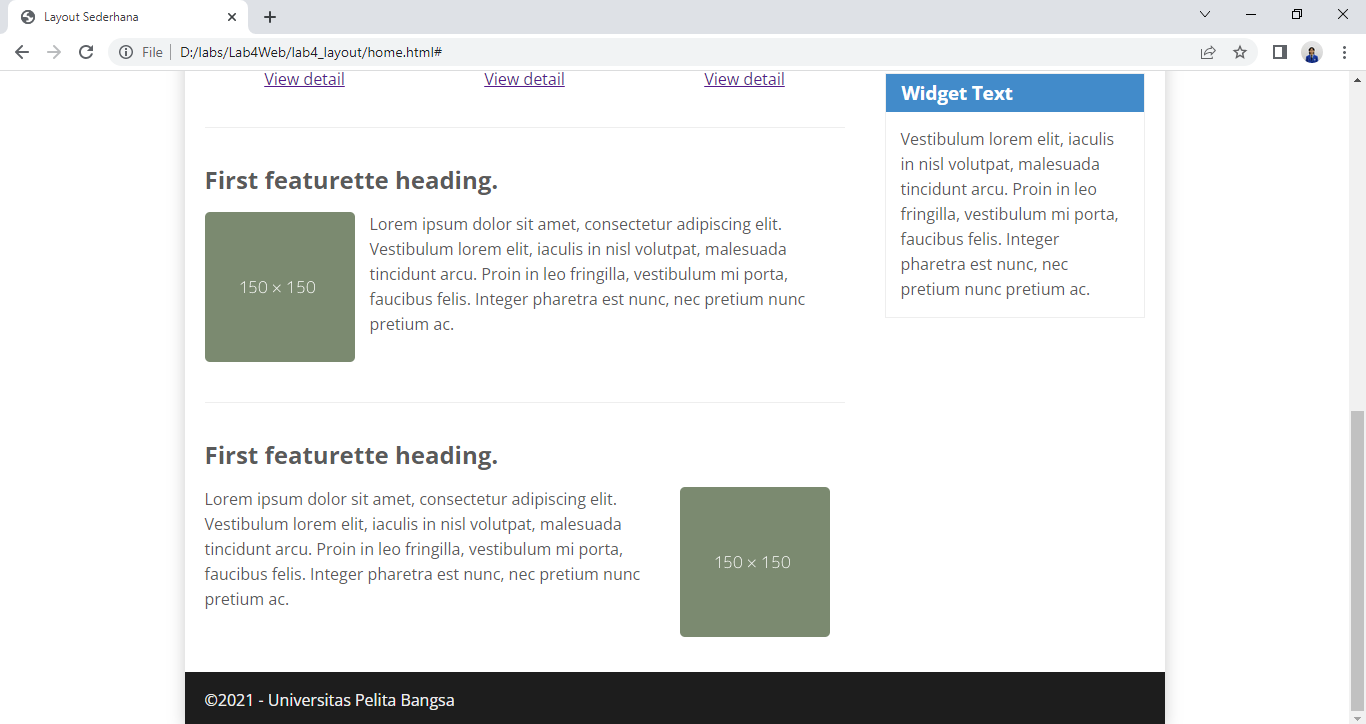 Layout Sederhana
File
D:/labs/Lab4Web/lab4_layout/home.html#
View detail
View detail
View detail
First featurette heading.
150 × 150
Lorem ipsum dolor sit amet, consectetur adipiscing elit.
Vestibulum lorem elit, iaculis in nisl volutpat, malesuada
tincidunt arcu. Proin in leo fringilla, vestibulum mi porta,
faucibus felis. Integer pharetra est nunc, nec pretium nunc
pretium ac.
First featurette heading.
Lorem ipsum dolor sit amet, consectetur adipiscing elit.
Vestibulum lorem elit, iaculis in nisl volutpat, malesuada
tincidunt arcu. Proin in leo fringilla, vestibulum mi porta,
faucibus felis. Integer pharetra est nunc, nec pretium nunc
pretium ac.
150 × 150
Widget Text
Vestibulum lorem elit, iaculis
in nisl volutpat, malesuada
tincidunt arcu. Proin in leo
fringilla, vestibulum mi porta,
faucibus felis. Integer
pharetra est nunc, nec
pretium nunc pretium ac.
©2021 - Universitas Pelita Bangsa